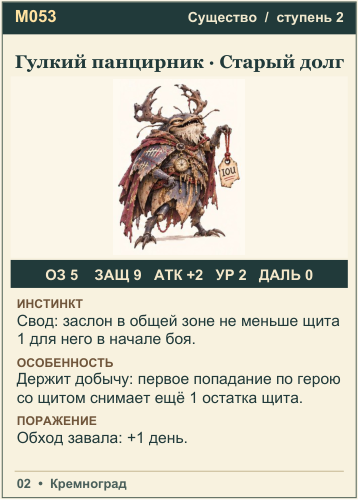 M053
Существо / ступень 2
Гулкий панцирник · Старый долг
IOU
ОЗ 5 ЗАЩ 9 АТК +2 УР 2 ДАЛЬ 0
ИНСТИНКТ
Свод: заслон в общей зоне не меньше щита
1 для него в начале боя.
ОСОБЕННОСТЬ
Держит добычу: первое попадание по герою
со щитом снимает ещё 1 остатка щита.
ПОРАЖЕНИЕ
Обход завала: +1 день.
02 • Кремноград